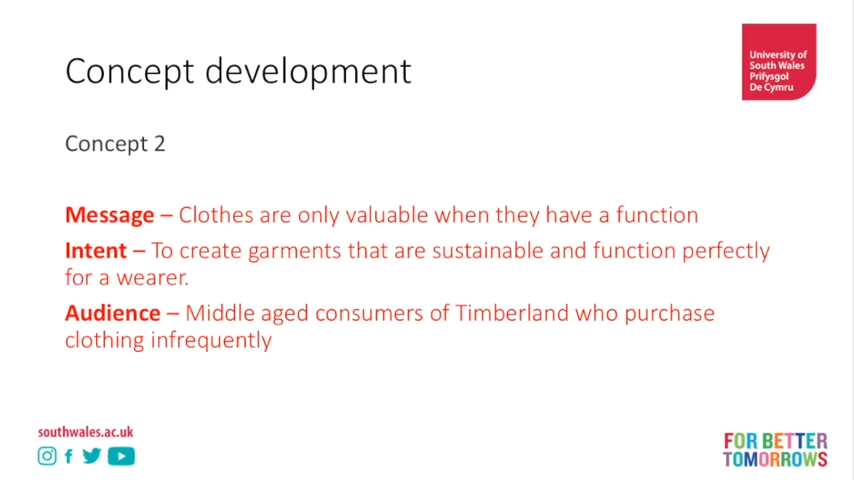 Concept development
University of
South Wales
Prifysgol
De Cymru
Concept 2
Message – Clothes are only valuable when they have a function
Intent – To create garments that are sustainable and function perfectly
for a wearer.
Audience – Middle aged consumers of Timberland who purchase
clothing infrequently
southwales.ac.uk
FOR BETTER
TOMORROWS